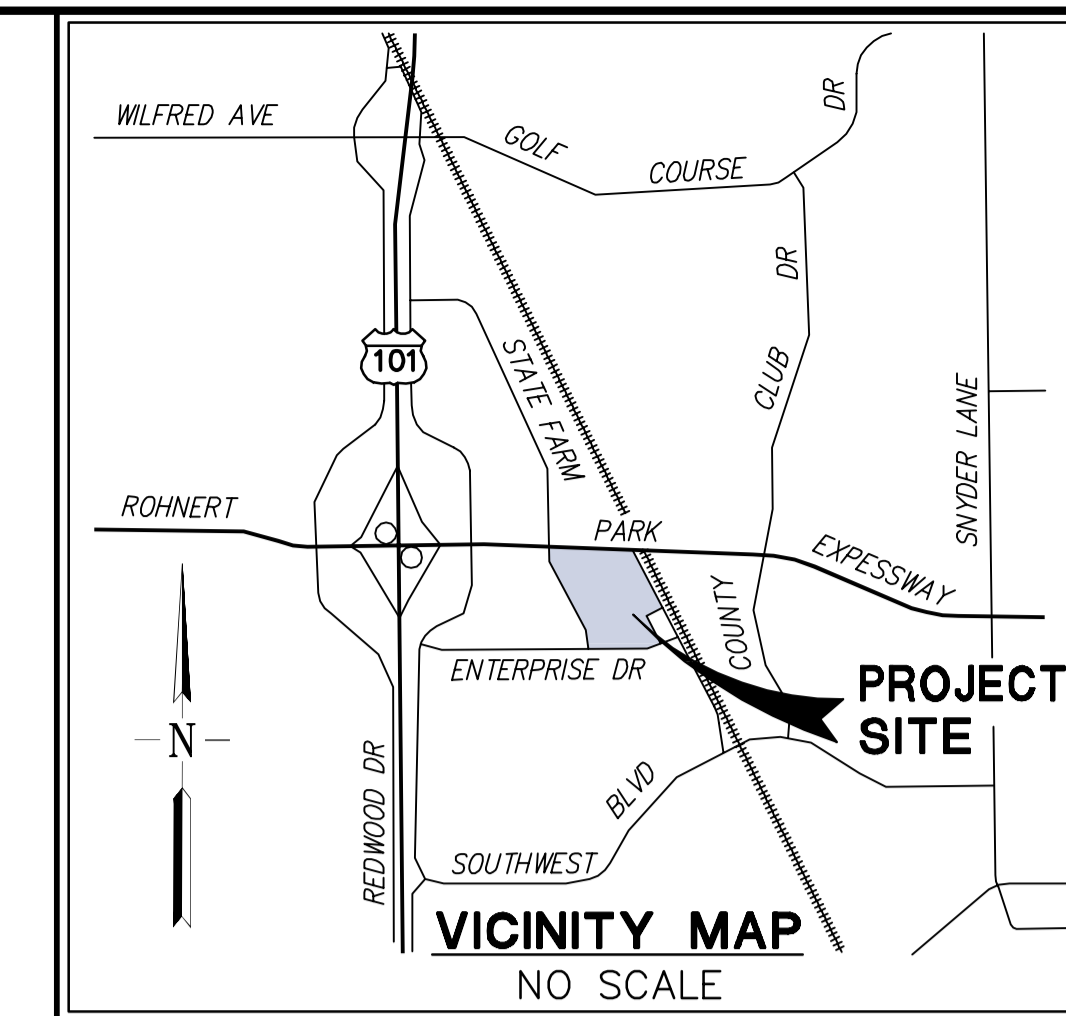 WILFRED AVE
GOLF
COURSE
DR
DR
CLUB
COUNTY
101
STATE FARM
SNYDER LANE
ROHNERT
PARK
EXPESSWAY
ENTERPRISE DR
PROJECT
SITE
N
REDWOOD DR
BLVD
SOUTHWEST
VICINITY MAP
NO SCALE